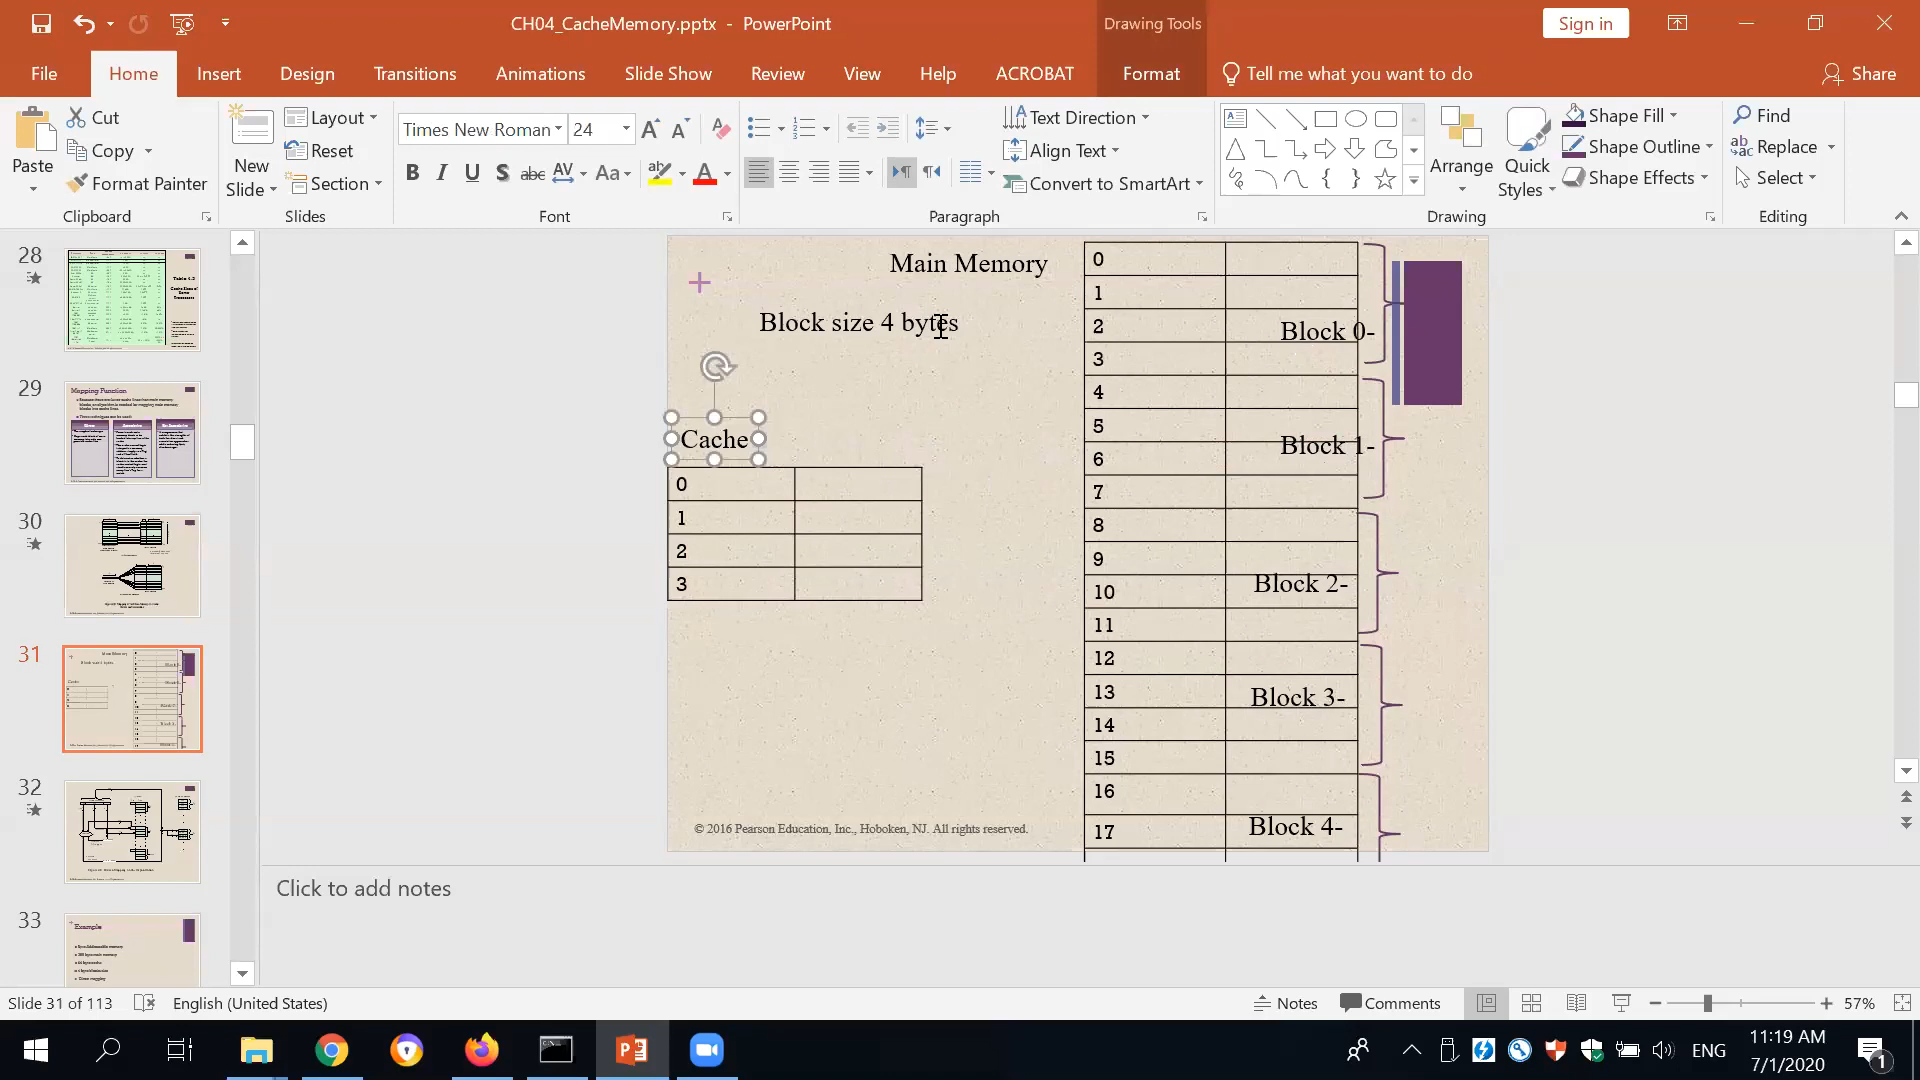 CH04_CacheMemory.pptx - PowerPoint
Drawing Tools
Sign in
File
Home
Insert
Design
Transitions
Animations
Slide Show
Review
View
Help
ACROBAT
Format
Tell me what you want to do
Share
Paste
Cut
Copy
Format Painter
Clipboard
New
Slide
Layout
Reset
Section
Slides
Times New Roman
24
Font
Text Direction
Align Text
Convert to SmartArt
Paragraph
Arrange
Quick
Styles
Shape Fill
Shape Outline
Shape Effects
Drawing
Find
Replace
Select
Editing
28
29
Mapping Function
30
31
32
33
Example
Main Memory
Block size 4 bytes
Cache
0
1
2
3
0
1
2
3
4
5
6
7
8
9
10
11
12
13
14
15
16
17
Block 0-
Block 1-
Block 2-
Block 3-
Block 4-
© 2016 Pearson Education, Inc., Hoboken, NJ. All rights reserved.
Click to add notes
Slide 31 of 113
English (United States)
Notes
Comments
57%
ENG
11:19 AM
7/1/2020
1